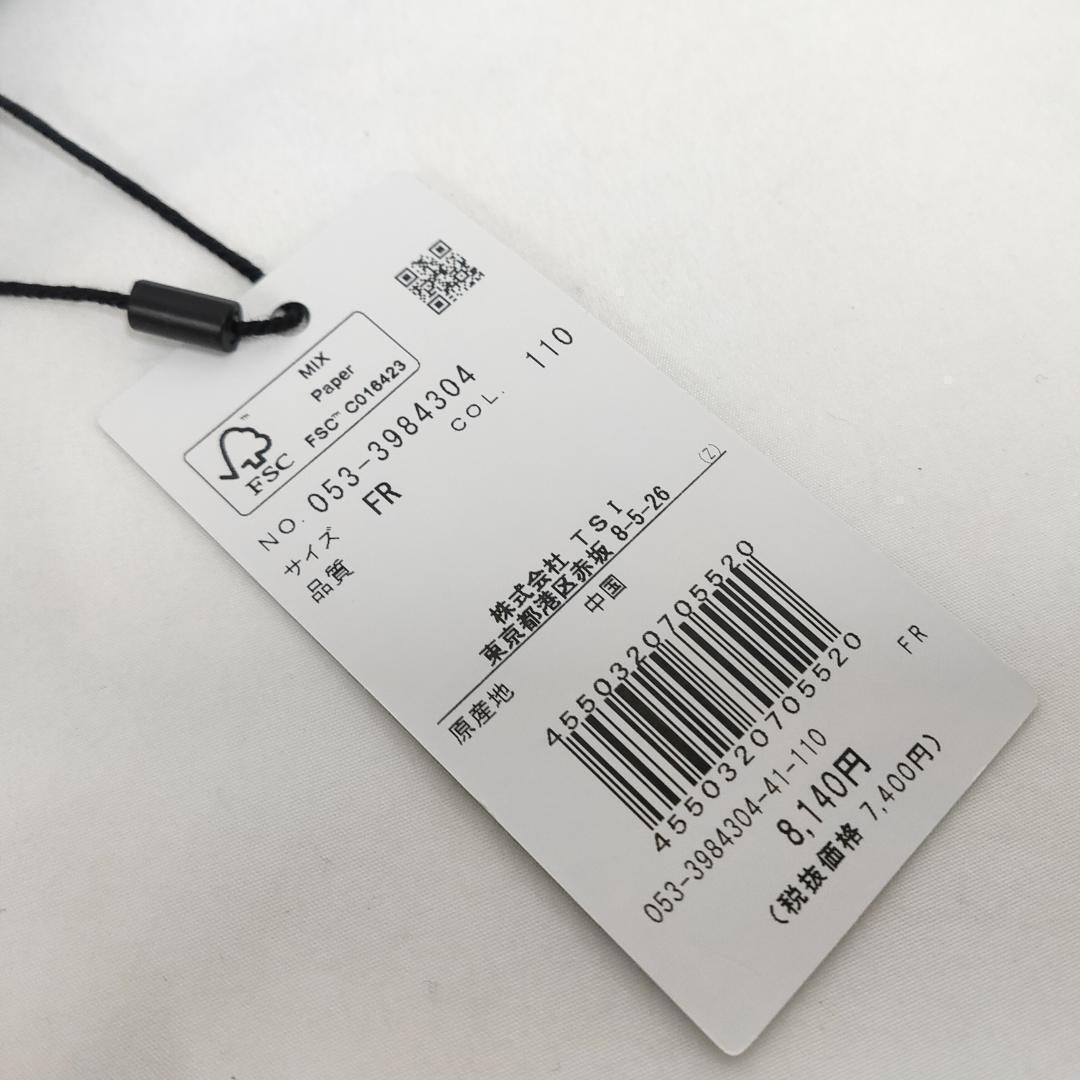 MIX
Paper
FSC™ C016423
FSC™
NO. 053-3984304
COL. 110
サイズ FR
品質
(Z)
株式会社 TSI
東京都港区赤坂 8-5-26
原産地 中国
4550320705520
4550320705520
053-3984304-41-110 FR
8,140円
(税抜価格 7,400円)